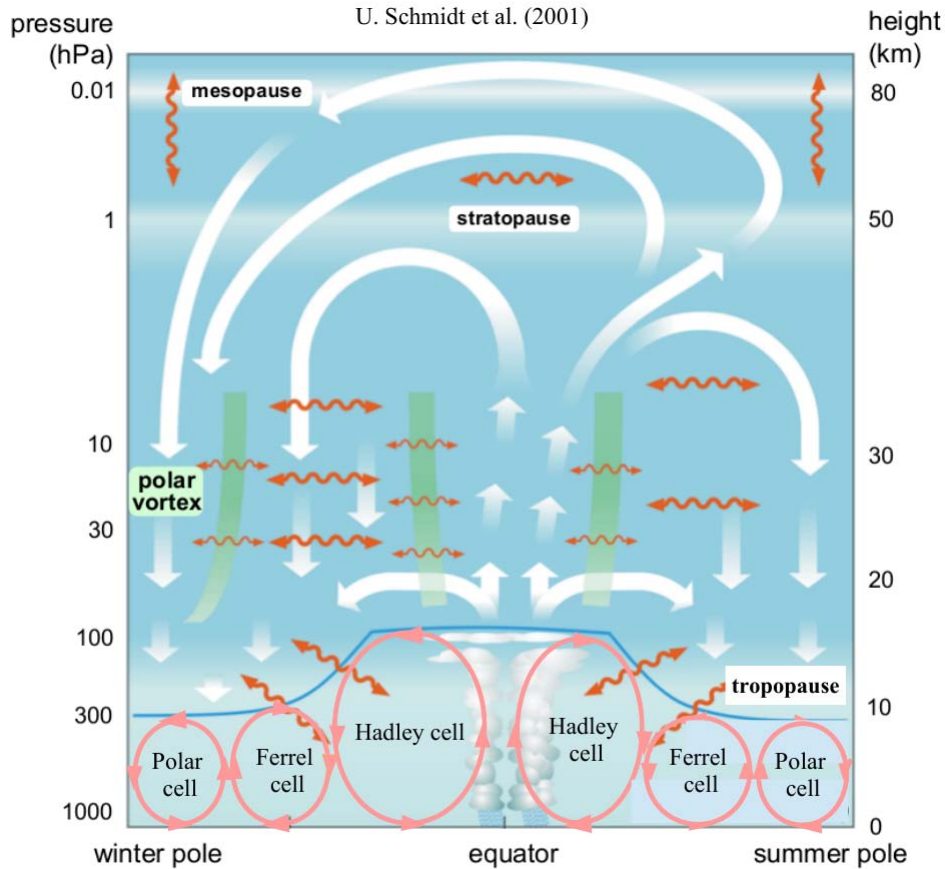 U. Schmidt et al. (2001)
pressure
(hPa)
height
(km)
0.01
mesopause
80
1
stratopause
50
10
30
polar
vortex
30
20
100
300
tropopause
10
Hadley cell
Hadley
cell
Polar
cell
Ferrel
cell
Ferrel
cell
Polar
cell
1000
0
winter pole
equator
summer pole